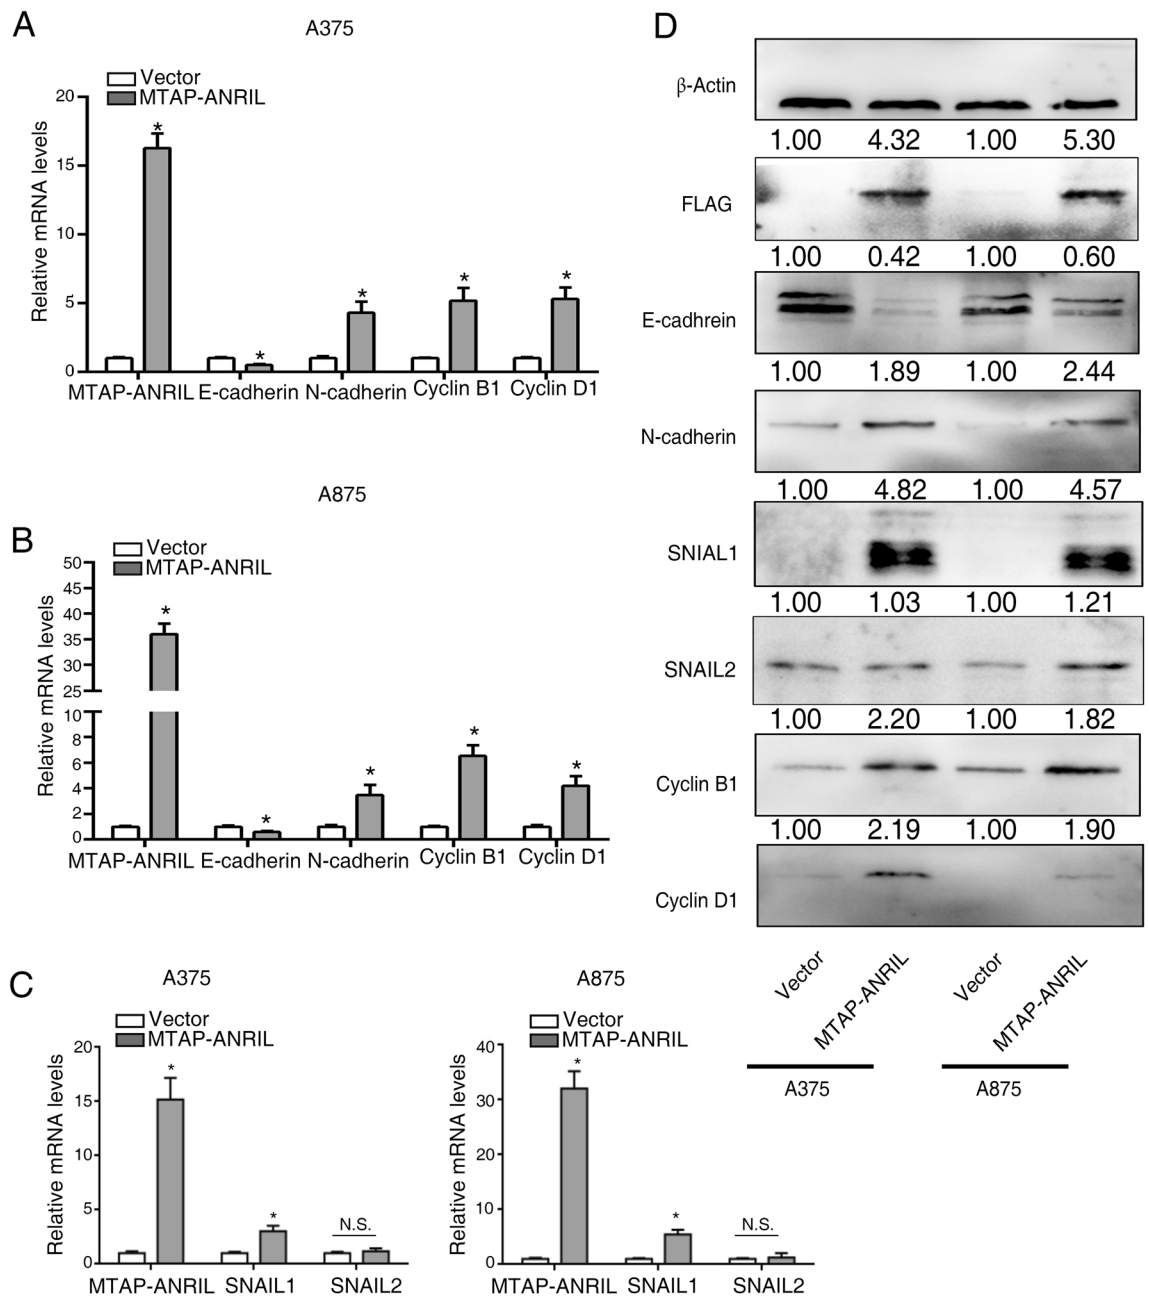 A
A375
Vector
MTAP-ANRIL
Relative mRNA levels
20
15
10
5
0
*
*
*
*
*
MTAP-ANRIL E-cadherin N-cadherin Cyclin B1 Cyclin D1
B
A875
Vector
MTAP-ANRIL
Relative mRNA levels
50
45
40
35
30
25
10
8
6
4
2
0
*
*
*
*
*
MTAP-ANRIL E-cadherin N-cadherin Cyclin B1 Cyclin D1
C
A375
Vector
MTAP-ANRIL
Relative mRNA levels
20
15
10
5
0
*
*
N.S.
MTAP-ANRIL SNAIL1 SNAIL2
A875
Vector
MTAP-ANRIL
Relative mRNA levels
40
30
20
10
0
*
*
N.S.
MTAP-ANRIL SNAIL1 SNAIL2
D
β-Actin
1.00 4.32 1.00 5.30
FLAG
1.00 0.42 1.00 0.60
E-cadhrein
1.00 1.89 1.00 2.44
N-cadherin
1.00 4.82 1.00 4.57
SNIAL1
1.00 1.03 1.00 1.21
SNAIL2
1.00 2.20 1.00 1.82
Cyclin B1
1.00 2.19 1.00 1.90
Cyclin D1
Vector
MTAP-ANRIL
Vector
MTAP-ANRIL
A375
A875